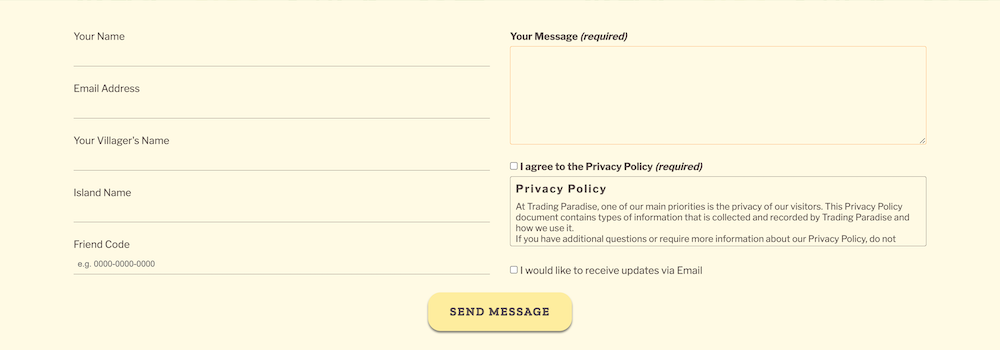 Your Name
Email Address
Your Villager's Name
Island Name
Friend Code
e.g. 0000-0000-0000
Your Message (required)
I agree to the Privacy Policy (required)
Privacy Policy
At Trading Paradise, one of our main priorities is the privacy of our visitors. This Privacy Policy
document contains types of information that is collected and recorded by Trading Paradise and
how we use it.
If you have additional questions or require more information about our Privacy Policy, do not
I would like to receive updates via Email
SEND MESSAGE